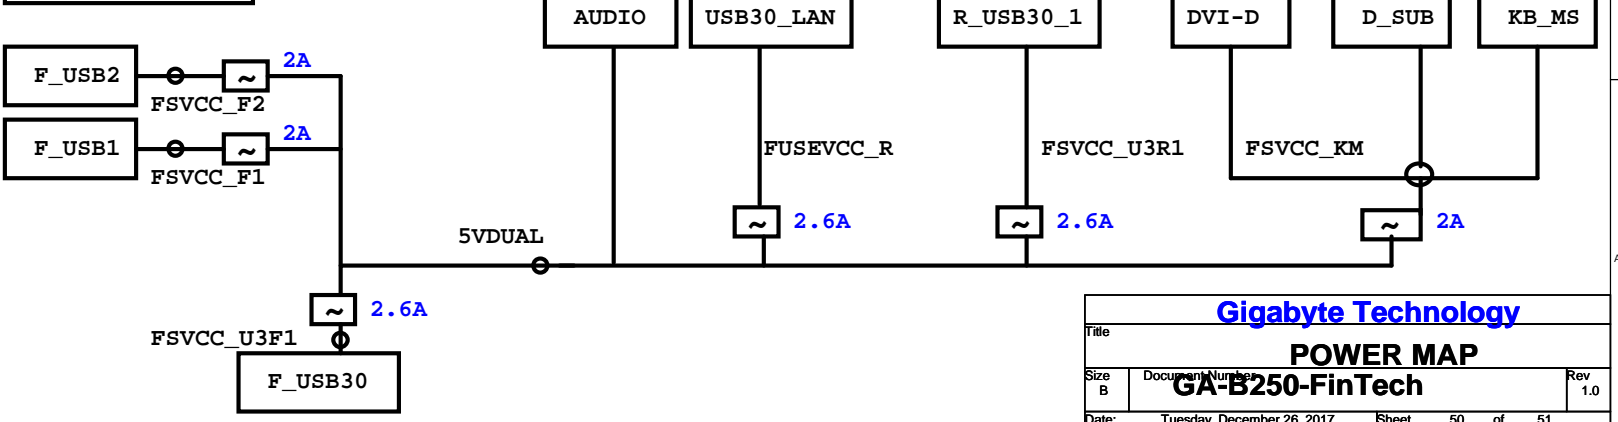 AUDIO USB30_LAN R_USB30_1 DVI-D D_SUB KB_MS
F_USB2 2A
FSVCC_F2
F_USB1 2A
FSVCC_F1
FUSEVCC_R FSVCC_U3R1 FSVCC_KM
~ 2.6A ~ 2.6A ~ 2A
5VDUAL
~ 2.6A
FSVCC_U3F1
F_USB30
Gigabyte Technology
Title
POWER MAP
Size Document Number Rev
B GA-B250-FinTech 1.0
Date: Tuesday, December 26, 2017 Sheet 50 of 51
A